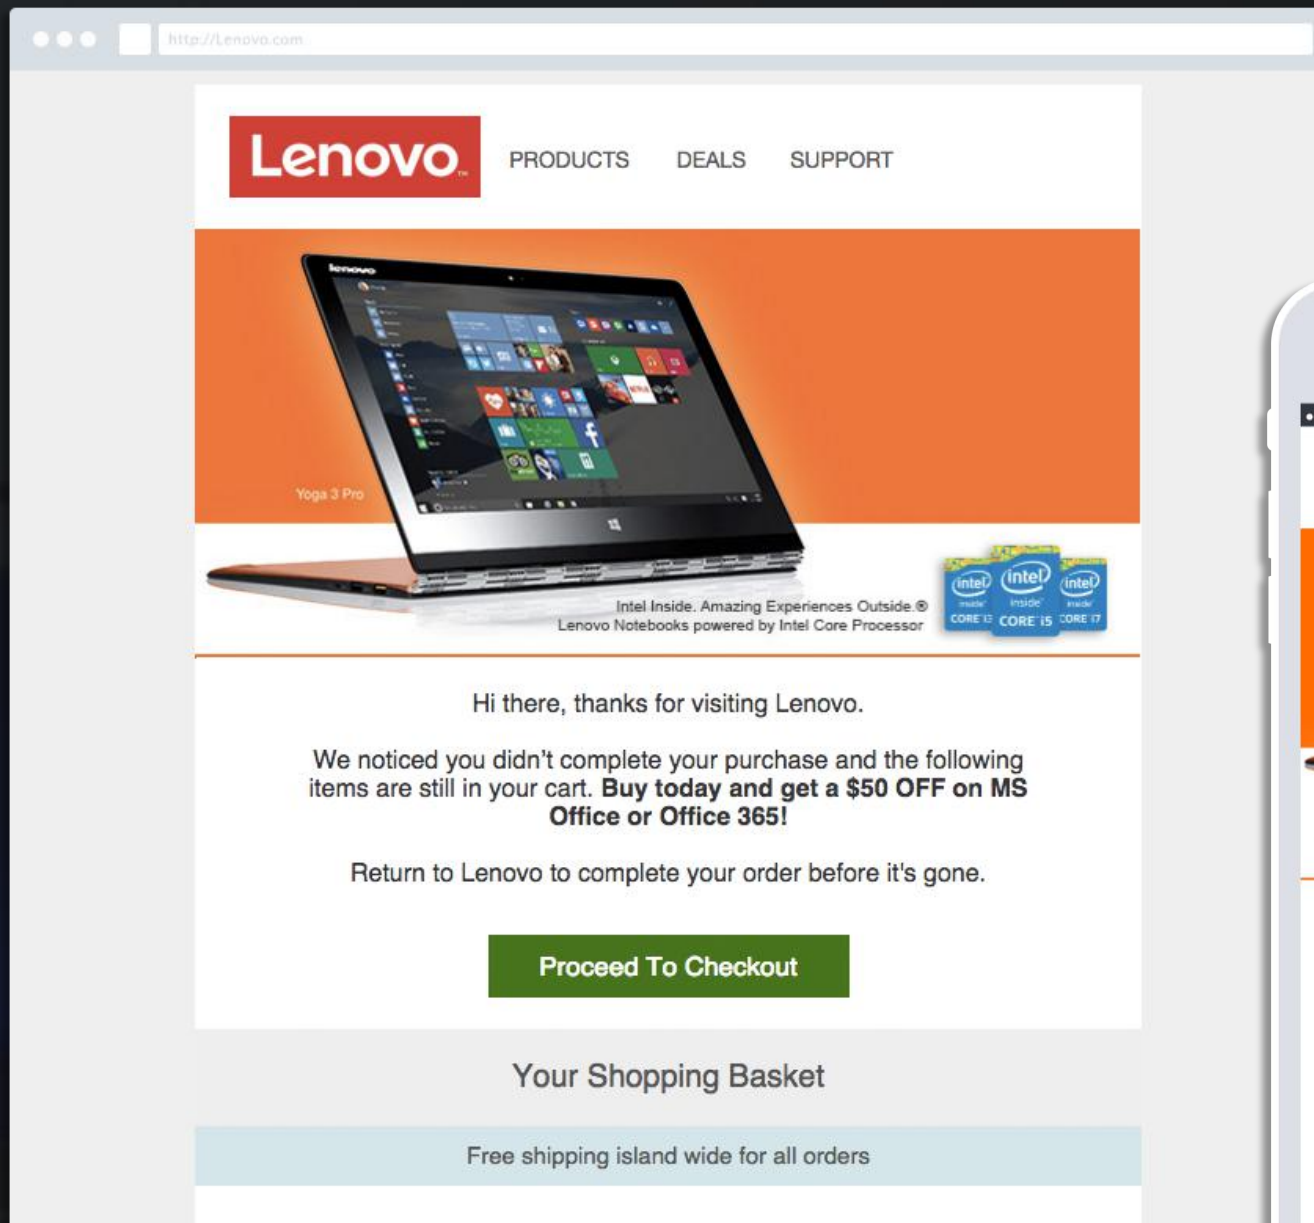 http://Lenovo.com
Lenovo™
PRODUCTS DEALS SUPPORT
lenovo
Yoga 3 Pro
intel inside™ CORE i3
intel inside™ CORE i5
intel inside™ CORE i7
Intel Inside. Amazing Experiences Outside.®
Lenovo Notebooks powered by Intel Core Processor
Hi there, thanks for visiting Lenovo.
We noticed you didn't complete your purchase and the following
items are still in your cart. Buy today and get a $50 OFF on MS
Office or Office 365!
Return to Lenovo to complete your order before it's gone.
Proceed To Checkout
Your Shopping Basket
Free shipping island wide for all orders